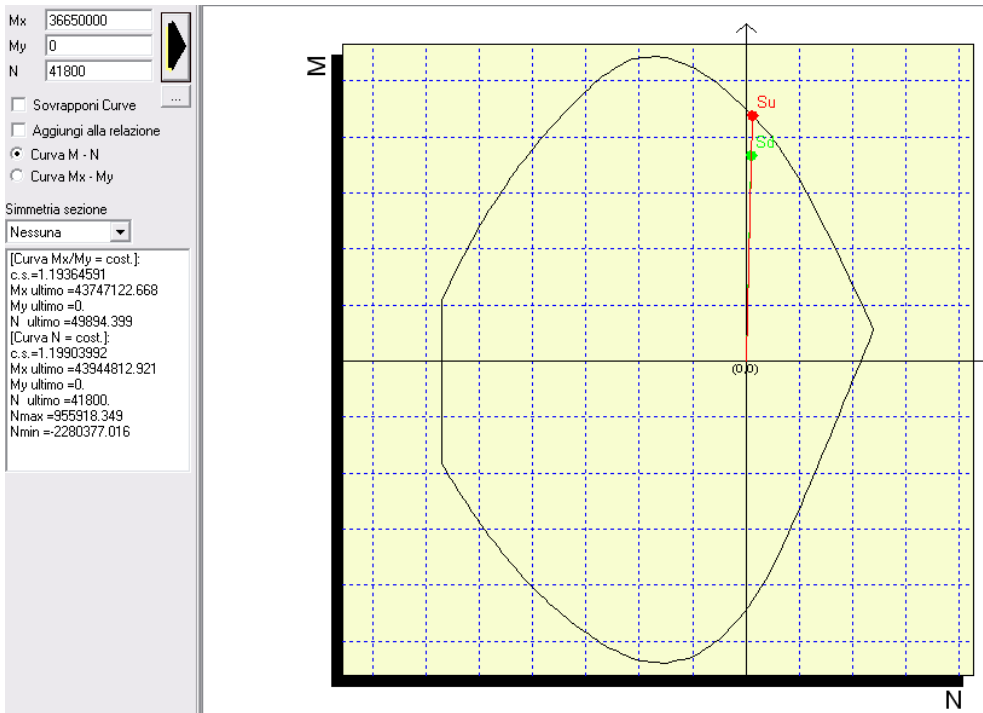 Mx 36650000
My 0
N 41800
...
Sovrapponi Curve
Aggiungi alla relazione
Curva M - N
Curva Mx - My
Simmetria sezione
Nessuna
[Curva Mx/My = cost.]:
c.s.=1.19364591
Mx ultimo =43747122.668
My ultimo =0.
N ultimo =49894.399
[Curva N = cost.]:
c.s.=1.19903992
Mx ultimo =43944812.921
My ultimo =0.
N ultimo =41800.
Nmax =955918.349
Nmin =-2280377.016
M
Su
Sd
(0,0)
N